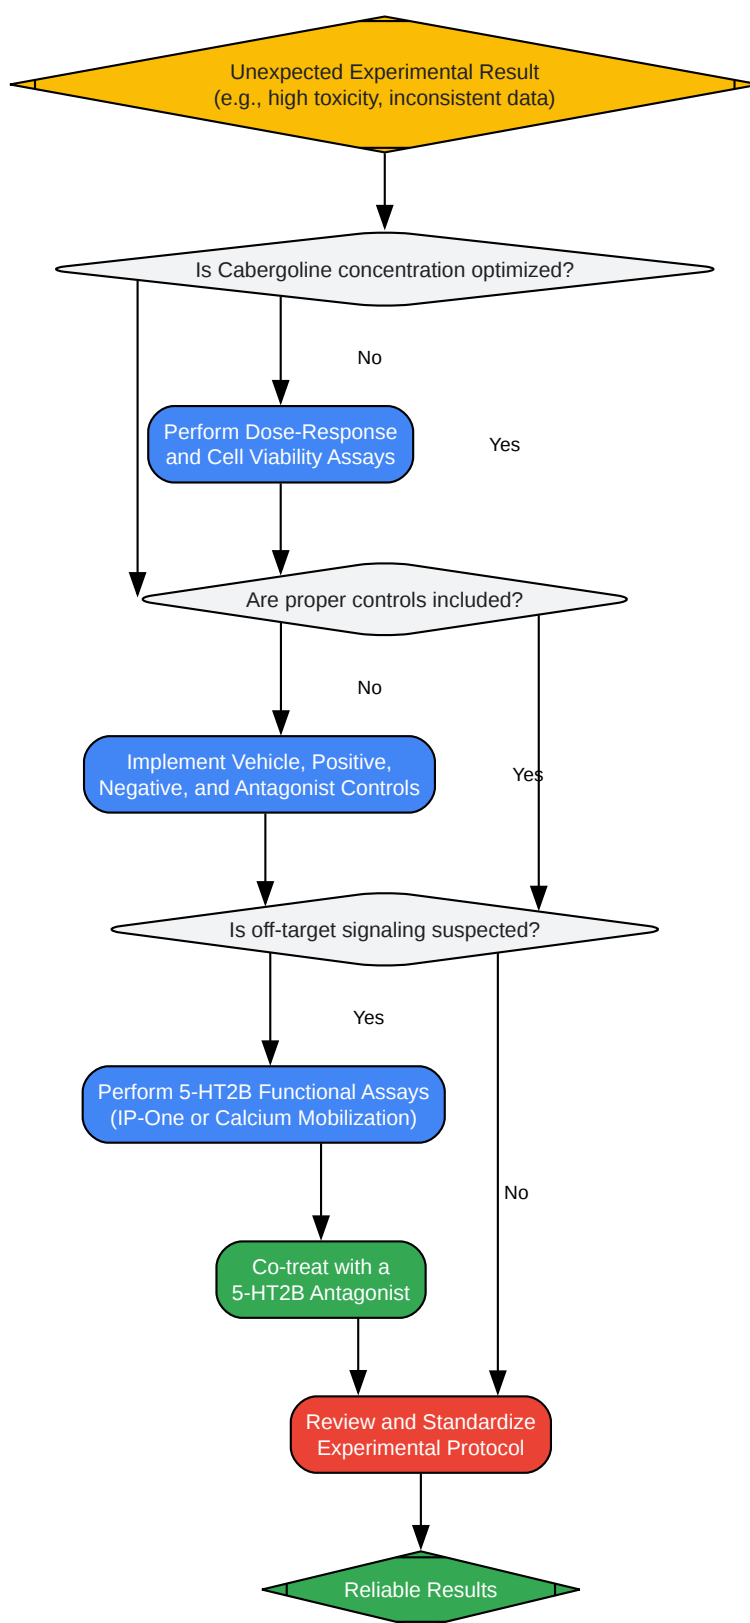 Unexpected Experimental Result
(e.g., high toxicity, inconsistent data)
Is Cabergoline concentration optimized?
No
Perform Dose-Response
and Cell Viability Assays
Yes
Are proper controls included?
No
Implement Vehicle, Positive,
Negative, and Antagonist Controls
Yes
Is off-target signaling suspected?
Yes
Perform 5-HT2B Functional Assays
(IP-One or Calcium Mobilization)
No
Co-treat with a
5-HT2B Antagonist
Review and Standardize
Experimental Protocol
Reliable Results